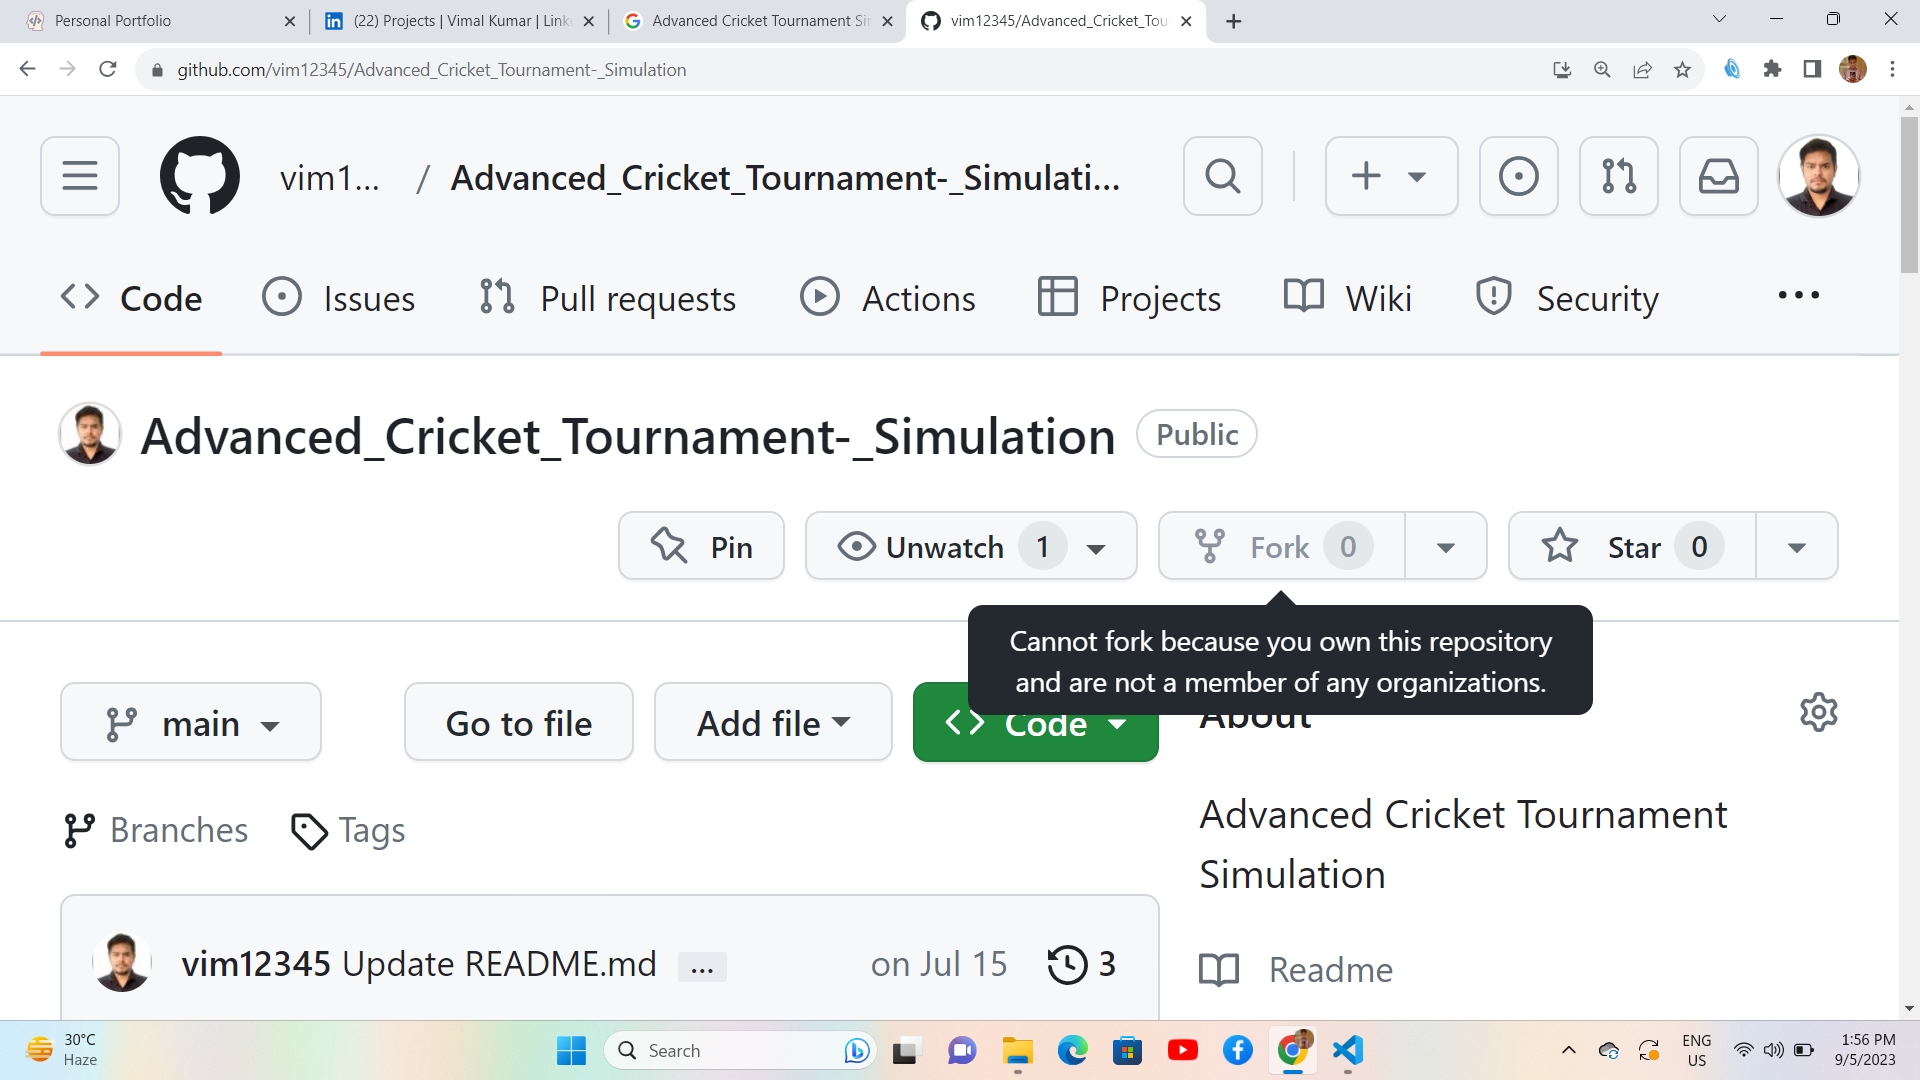 Personal Portfolio
(22) Projects | Vimal Kumar | Link
Advanced Cricket Tournament Sir
vim12345/Advanced_Cricket_Tou
github.com/vim12345/Advanced_Cricket_Tournament-_Simulation
vim1... / Advanced_Cricket_Tournament-_Simulati...
Code Issues Pull requests Actions Projects Wiki Security
Advanced_Cricket_Tournament-_Simulation Public
Pin Unwatch 1 Fork 0 Star 0
Cannot fork because you own this repository
and are not a member of any organizations.
main Go to file Add file Code
About
Branches Tags
Advanced Cricket Tournament
Simulation
vim12345 Update README.md ... on Jul 15 3
Readme
30°C
Haze
Search
ENG
US
1:56 PM
9/5/2023